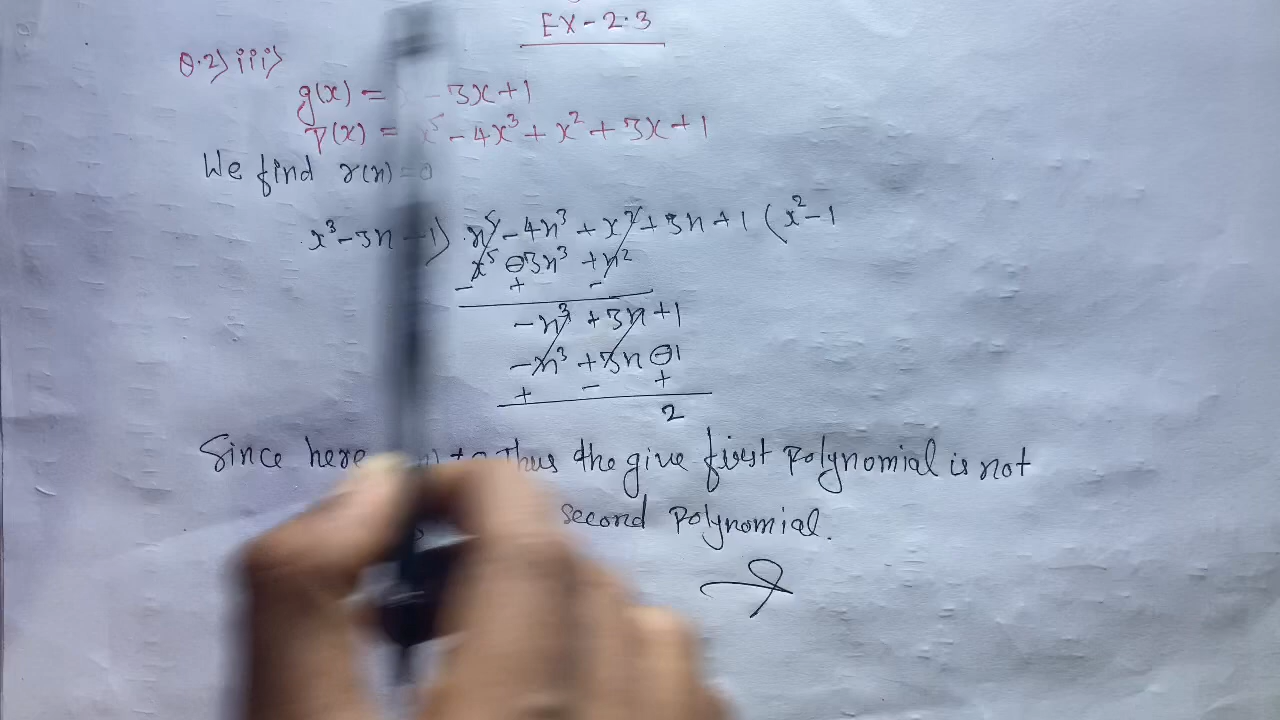 EX-2.3
Q.2) iii)
g(x) = - 3x+1
p(x) = x⁵ - 4x³ + x² + 3x + 1
We find r(x) = 0
x³-3x-1) x⁵-4x³+x²+3x+1 (x²-1
x⁵ ⊖3x³ +x²
- + -
-x³ +3x+1
-x³ +3x ⊖1
+ - +
2
Since here Thus the give first polynomial is not
second polynomial.